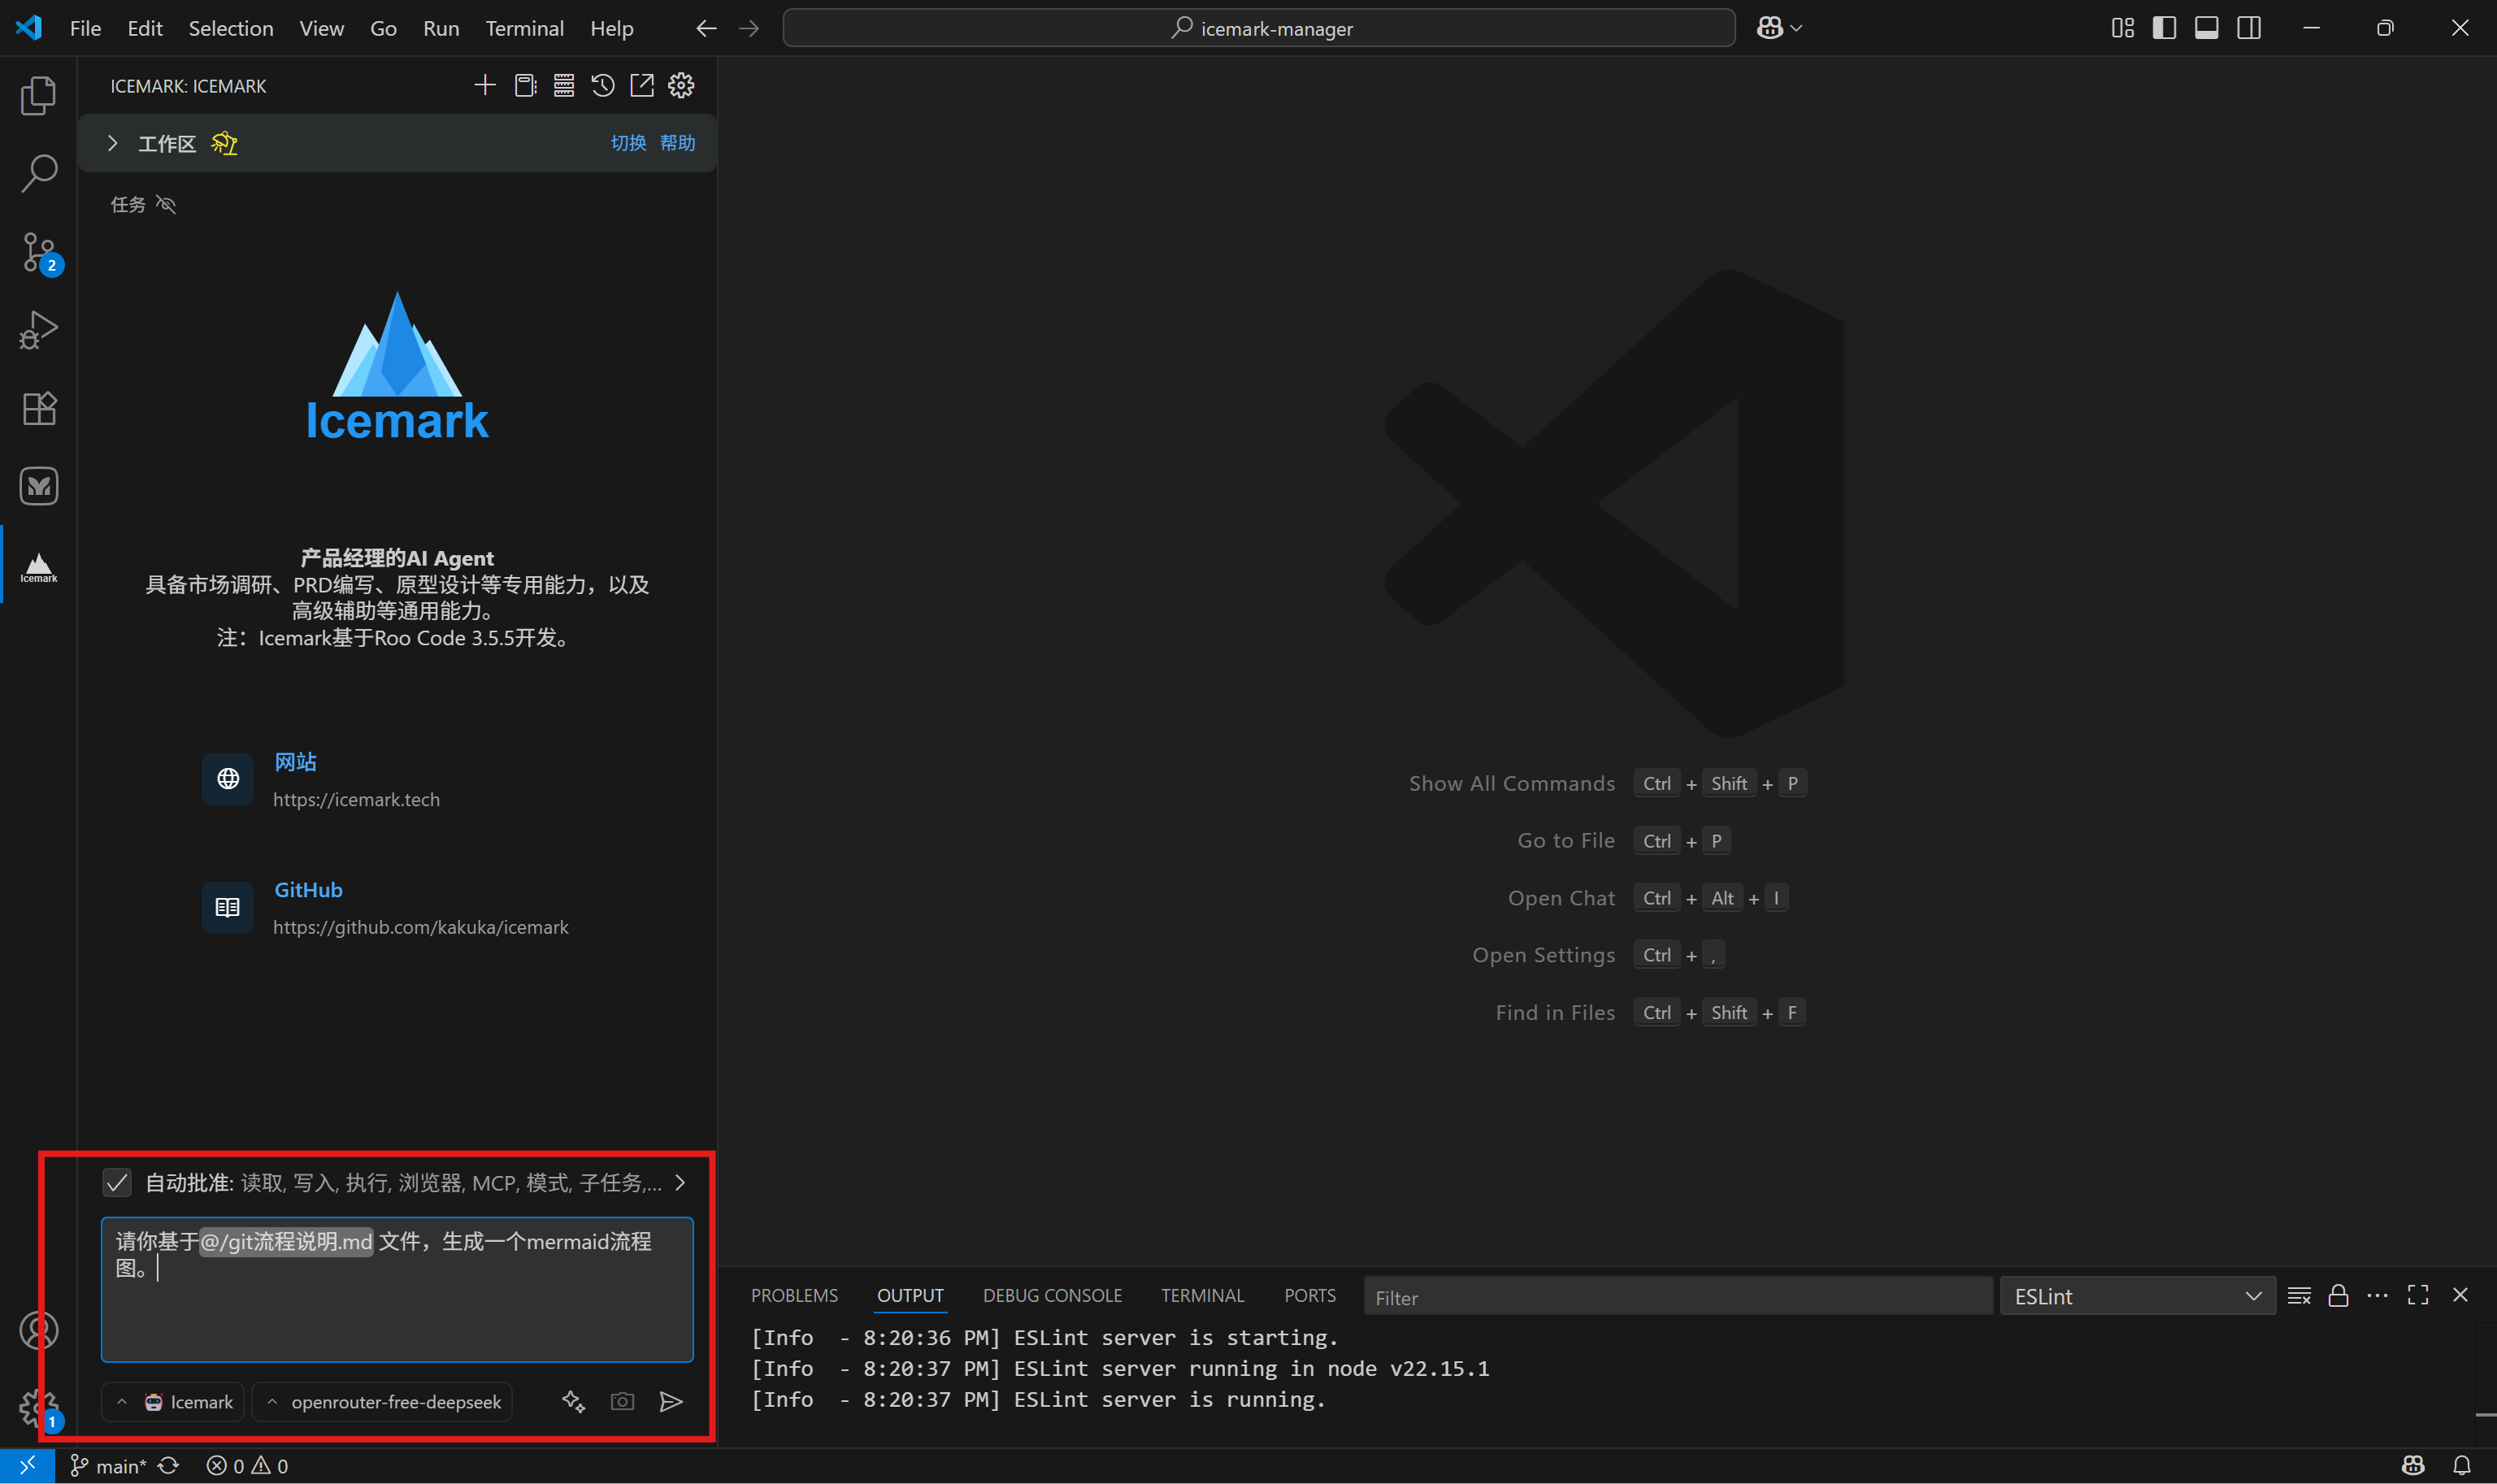 File Edit Selection View Go Run Terminal Help
icemark-manager
ICEMARK: ICEMARK
工作区
切换 帮助
任务
2
Icemark
Icemark
产品经理的AI Agent
具备市场调研、PRD编写、原型设计等专用能力，以及
高级辅助等通用能力。
注：Icemark基于Roo Code 3.5.5开发。
网站
https://icemark.tech
GitHub
https://github.com/kakuka/icemark
Show All Commands Ctrl + Shift + P
Go to File Ctrl + P
Open Chat Ctrl + Alt + I
Open Settings Ctrl + ,
Find in Files Ctrl + Shift + F
自动批准: 读取, 写入, 执行, 浏览器, MCP, 模式, 子任务,...
请你基于@/git流程说明.md 文件，生成一个mermaid流程
图。
Icemark openrouter-free-deepseek
1
PROBLEMS OUTPUT DEBUG CONSOLE TERMINAL PORTS Filter ESLint
[Info  - 8:20:36 PM] ESLint server is starting.
[Info  - 8:20:37 PM] ESLint server running in node v22.15.1
[Info  - 8:20:37 PM] ESLint server is running.
main* 0 0